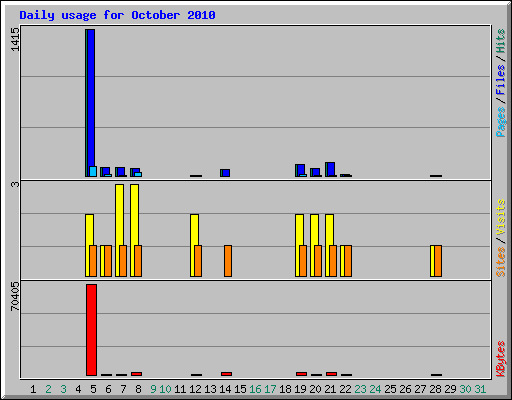 Daily usage for October 2010
1415
Pages / Files / Hits
3
Sites / Visits
70405
KBytes
1 2 3 4 5 6 7 8 9 10 11 12 13 14 15 16 17 18 19 20 21 22 23 24 25 26 27 28 29 30 31